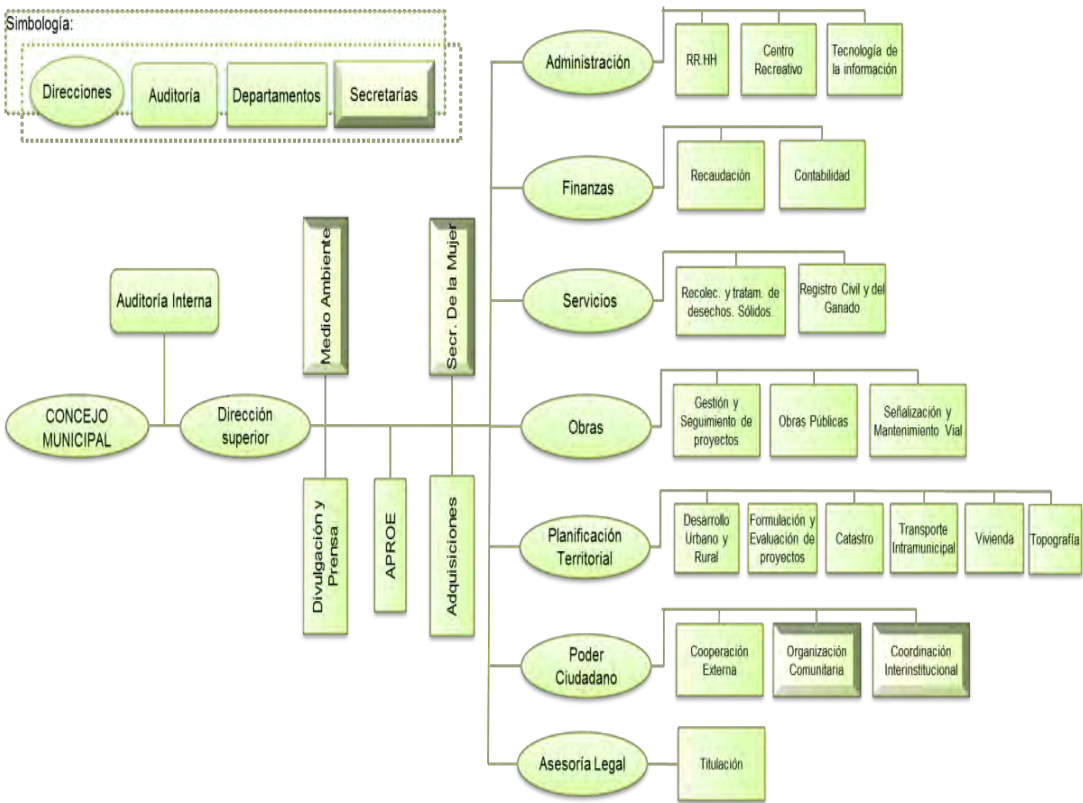 Simbología:
Direcciones
Auditoría
Departamentos
Secretarías
Administración
RR.HH
Centro
Recreativo
Tecnología de
la información
Finanzas
Recaudación
Contabilidad
Servicios
Recolec. y tratam. de
desechos. Sólidos.
Registro Civil y del
Ganado
Medio Ambiente
Secr. De la Mujer
Auditoría Interna
CONCEJO
MUNICIPAL
Dirección
superior
Obras
Gestión y
Seguimiento de
proyectos
Obras Públicas
Señalización y
Mantenimiento Vial
Divulgación y
Prensa
APROE
Adquisiciones
Planificación
Territorial
Desarrollo
Urbano y
Rural
Formulación y
Evaluación de
proyectos
Catastro
Transporte
Intramunicipal
Vivienda
Topografía
Poder
Ciudadano
Cooperación
Externa
Organización
Comunitaria
Coordinación
Interinstitucional
Asesoría Legal
Titulación